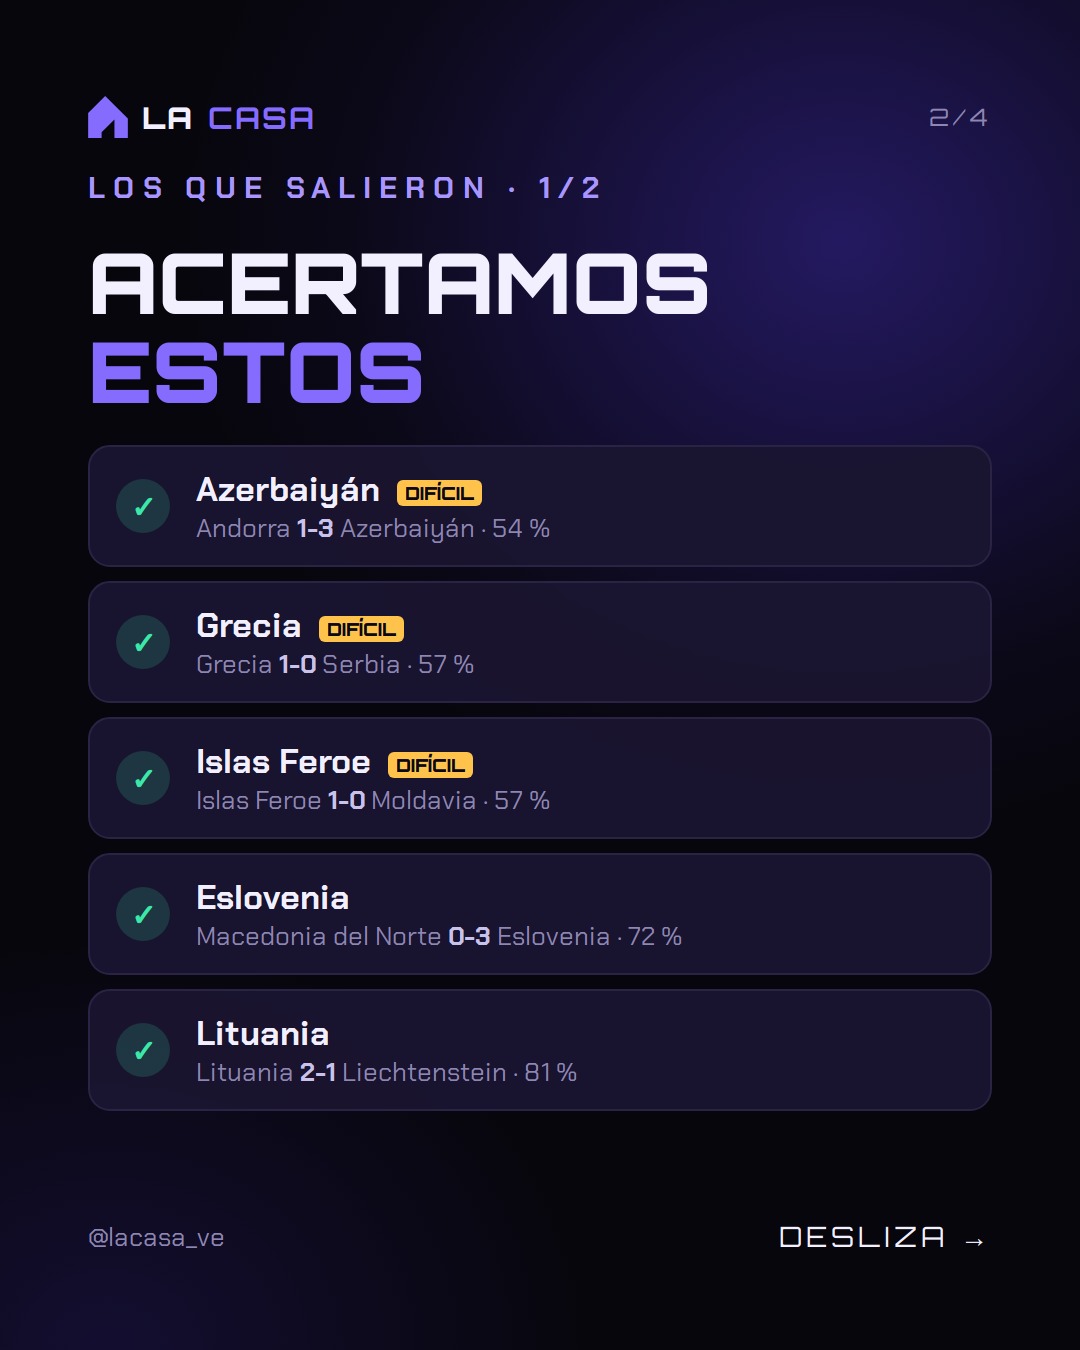 LA CASA
2/4
LOS QUE SALIERON · 1/2
ACERTAMOS
ESTOS
✓ Azerbaiyán DIFÍCIL
Andorra 1-3 Azerbaiyán · 54 %
✓ Grecia DIFÍCIL
Grecia 1-0 Serbia · 57 %
✓ Islas Feroe DIFÍCIL
Islas Feroe 1-0 Moldavia · 57 %
✓ Eslovenia
Macedonia del Norte 0-3 Eslovenia · 72 %
✓ Lituania
Lituania 2-1 Liechtenstein · 81 %
@lacasa_ve
DESLIZA →